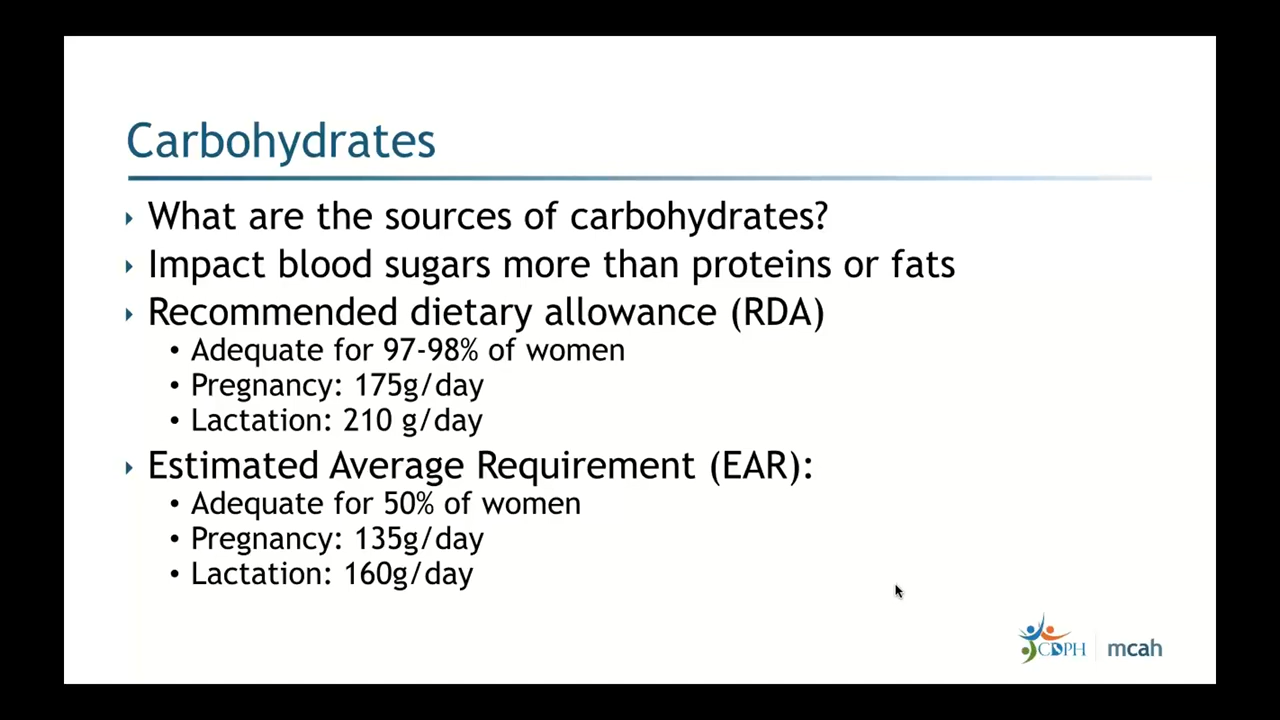 Carbohydrates
What are the sources of carbohydrates?
Impact blood sugars more than proteins or fats
Recommended dietary allowance (RDA)
• Adequate for 97-98% of women
• Pregnancy: 175g/day
• Lactation: 210 g/day
Estimated Average Requirement (EAR):
• Adequate for 50% of women
• Pregnancy: 135g/day
• Lactation: 160g/day
CDPH mcah